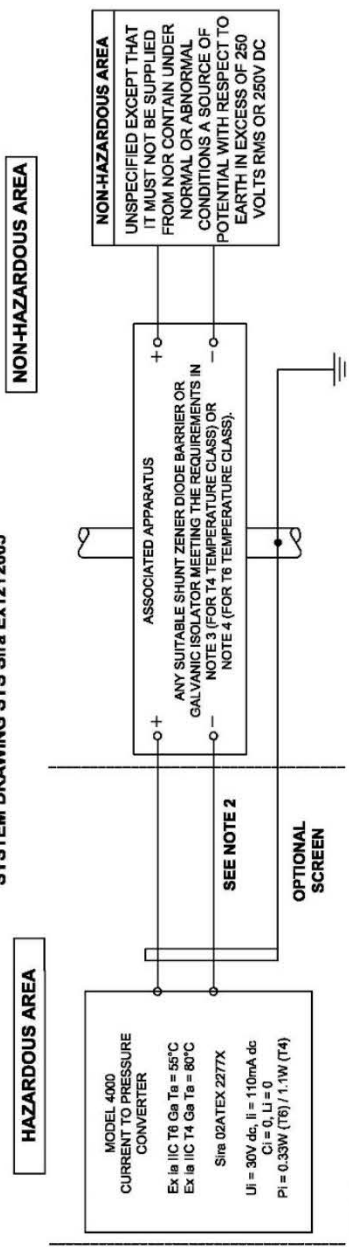 SYSTEM DRAWING SYS Sira EX1212003
HAZARDOUS AREA
NON-HAZARDOUS AREA
MODEL 4000
CURRENT TO PRESSURE
CONVERTER
Ex ia IIC T6 Ga Ta = 55°C
Ex ia IIC T4 Ga Ta = 80°C
Sira 02ATEX 2277X
Ui = 30V dc, Ii = 110mA dc
Ci = 0, Li = 0
Pi = 0.33W (T6) / 1.1W (T4)
SEE NOTE 2
OPTIONAL
SCREEN
+
−
ASSOCIATED APPARATUS
ANY SUITABLE SHUNT ZENER DIODE BARRIER OR
GALVANIC ISOLATOR MEETING THE REQUIREMENTS IN
NOTE 3 (FOR T4 TEMPERATURE CLASS) OR
NOTE 4 (FOR T6 TEMPERATURE CLASS).
+
−
NON-HAZARDOUS AREA
UNSPECIFIED EXCEPT THAT
IT MUST NOT BE SUPPLIED
FROM NOR CONTAIN UNDER
NORMAL OR ABNORMAL
CONDITIONS A SOURCE OF
POTENTIAL WITH RESPECT TO
EARTH IN EXCESS OF 250
VOLTS RMS OR 250V DC